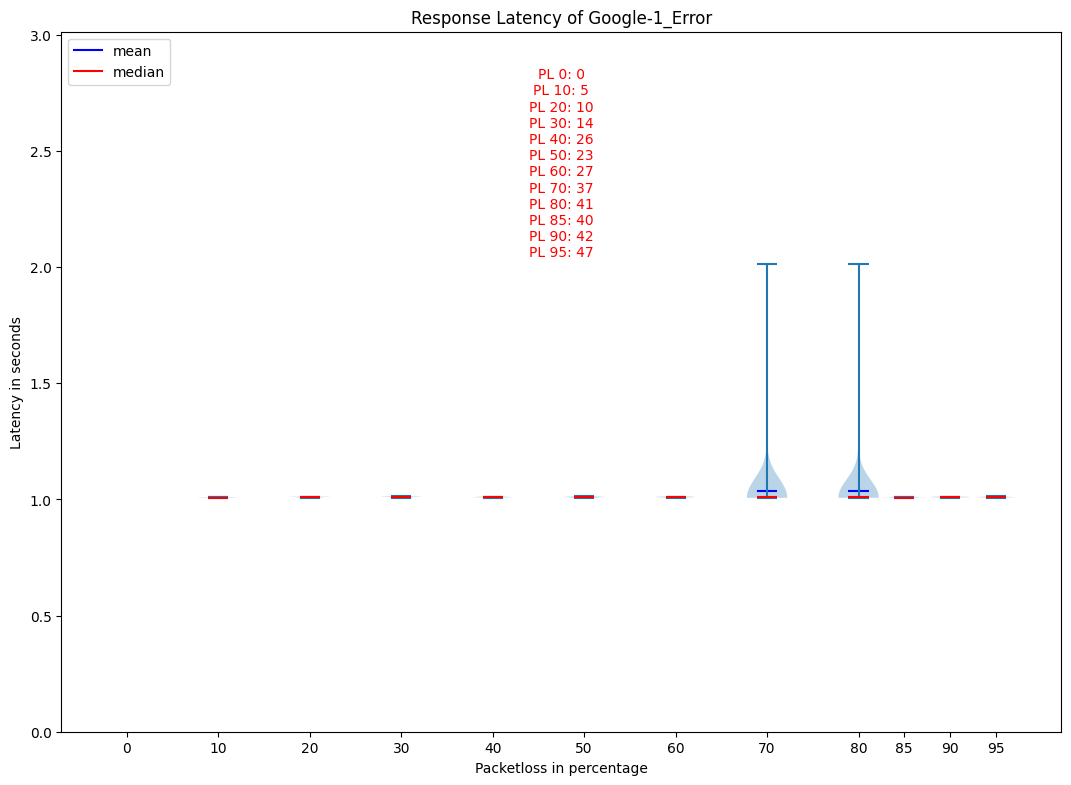 Response Latency of Google-1_Error
mean
median
PL 0: 0
PL 10: 5
PL 20: 10
PL 30: 14
PL 40: 26
PL 50: 23
PL 60: 27
PL 70: 37
PL 80: 41
PL 85: 40
PL 90: 42
PL 95: 47
3.0
2.5
2.0
1.5
1.0
0.5
0.0
Latency in seconds
0 10 20 30 40 50 60 70 80 85 90 95
Packetloss in percentage